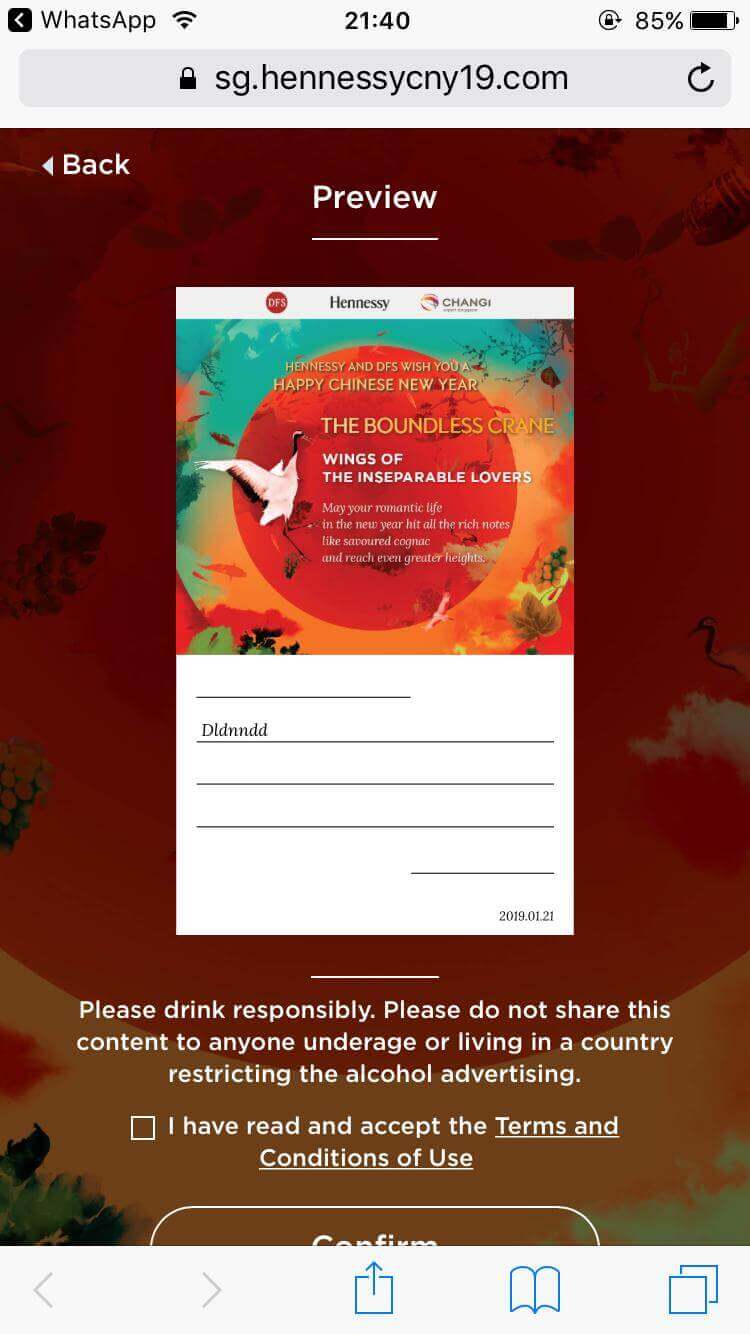 WhatsApp 21:40 85%
sg.hennessycny19.com
Back
Preview
DFS Hennessy CHANGI
airport singapore
HENNESSY AND DFS WISH YOU A
HAPPY CHINESE NEW YEAR
THE BOUNDLESS CRANE
WINGS OF
THE INSEPARABLE LOVERS
May your romantic life
in the new year hit all the rich notes
like savoured cognac
and reach even greater heights.
Dldnndd
2019.01.21
Please drink responsibly. Please do not share this
content to anyone underage or living in a country
restricting the alcohol advertising.
I have read and accept the Terms and
Conditions of Use
Confirm